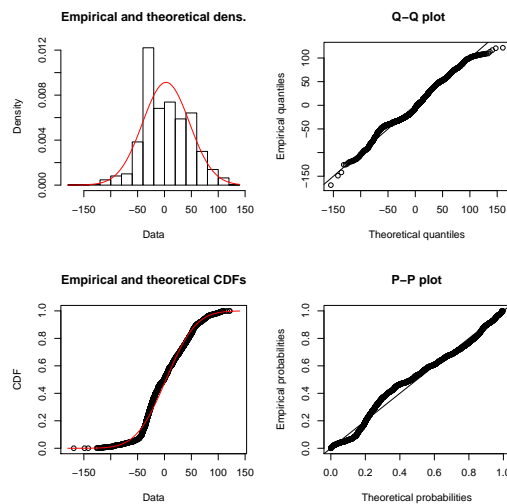 Empirical and theoretical dens.
Density
0.000 0.004 0.008 0.012
−150 −50 0 50 100
Data
Q−Q plot
Empirical quantiles
−150 −50 0 50 100
−150 −50 0 50 100 150
Theoretical quantiles
Empirical and theoretical CDFs
CDF
0.0 0.2 0.4 0.6 0.8 1.0
−150 −50 0 50 100
Data
P−P plot
Empirical probabilities
0.0 0.2 0.4 0.6 0.8 1.0
0.0 0.2 0.4 0.6 0.8 1.0
Theoretical probabilities